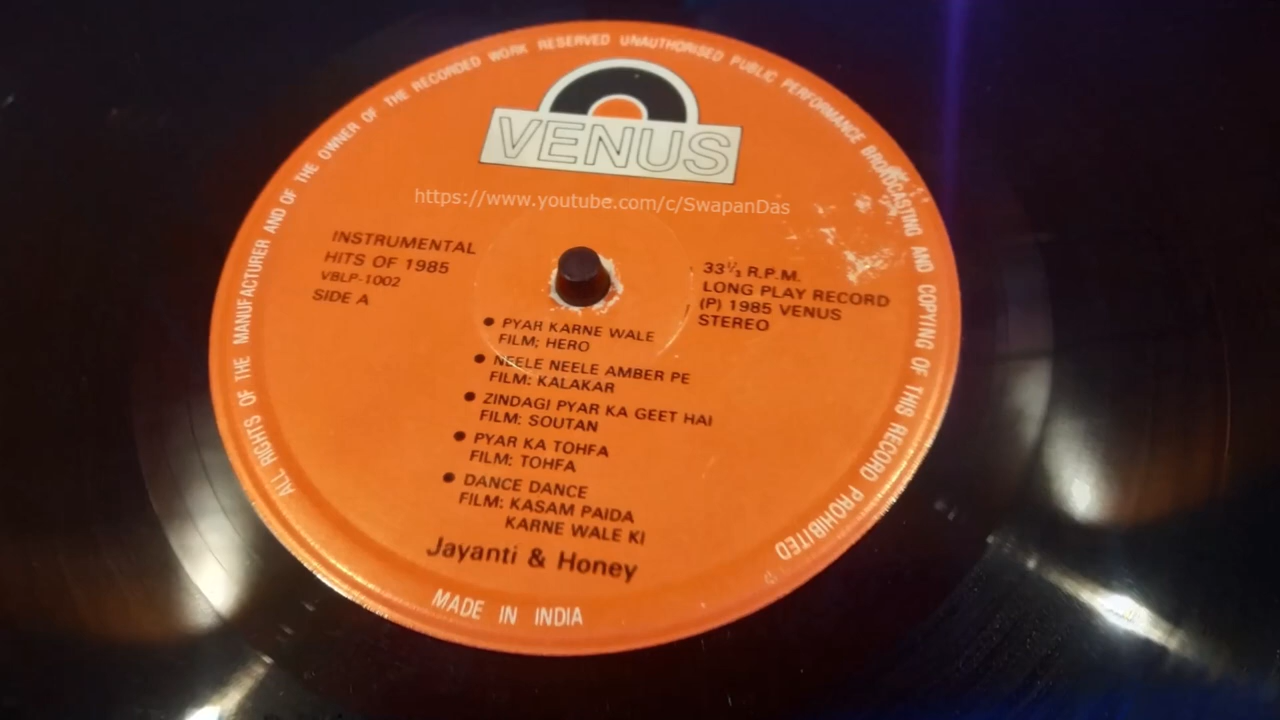 ALL RIGHTS OF THE MANUFACTURER AND OF THE OWNER OF THE RECORDED WORK RESERVED UNAUTHORISED PUBLIC PERFORMANCE BROADCASTING AND COPYING OF THIS RECORD PROHIBITED
VENUS
https://www.youtube.com/c/SwapanDas
INSTRUMENTAL
HITS OF 1985
VBLP-1002
SIDE A
33⅓ R.P.M.
LONG PLAY RECORD
(P) 1985 VENUS
STEREO
• PYAR KARNE WALE
FILM; HERO
• NEELE NEELE AMBER PE
FILM: KALAKAR
• ZINDAGI PYAR KA GEET HAI
FILM: SOUTAN
• PYAR KA TOHFA
FILM: TOHFA
• DANCE DANCE
FILM: KASAM PAIDA
KARNE WALE KI
Jayanti & Honey
MADE IN INDIA